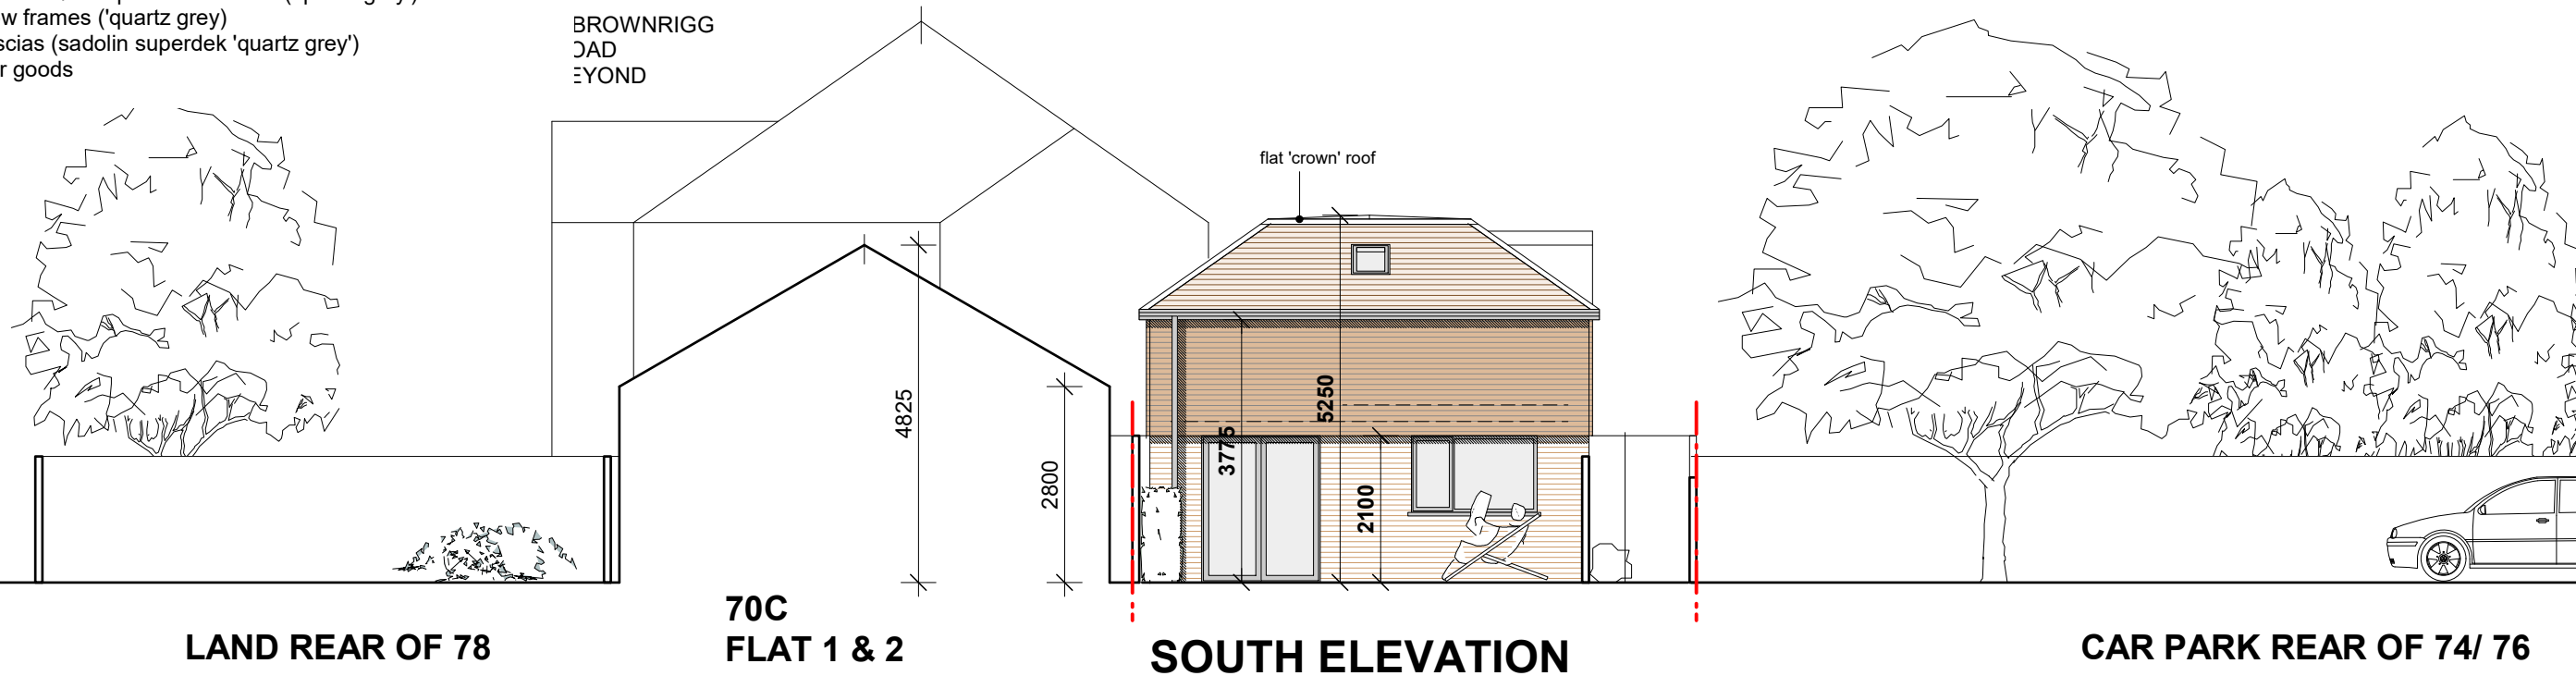 w frames ('quartz grey)
scias (sadolin superdek 'quartz grey')
r goods
BROWNRIGG
OAD
EYOND
flat 'crown' roof
4825
2800
3775
5250
2100
70C
FLAT 1 & 2
LAND REAR OF 78
SOUTH ELEVATION
CAR PARK REAR OF 74/ 76